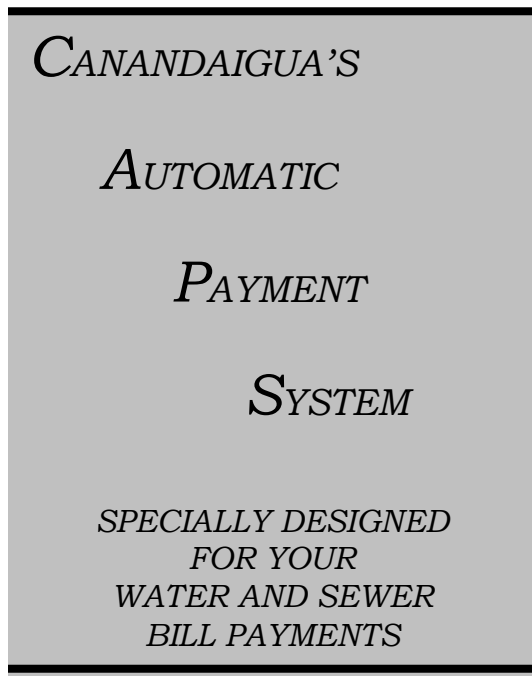 CANANDAIGUA’S
AUTOMATIC
PAYMENT
SYSTEM
SPECIALLY DESIGNED
FOR YOUR
WATER AND SEWER
BILL PAYMENTS